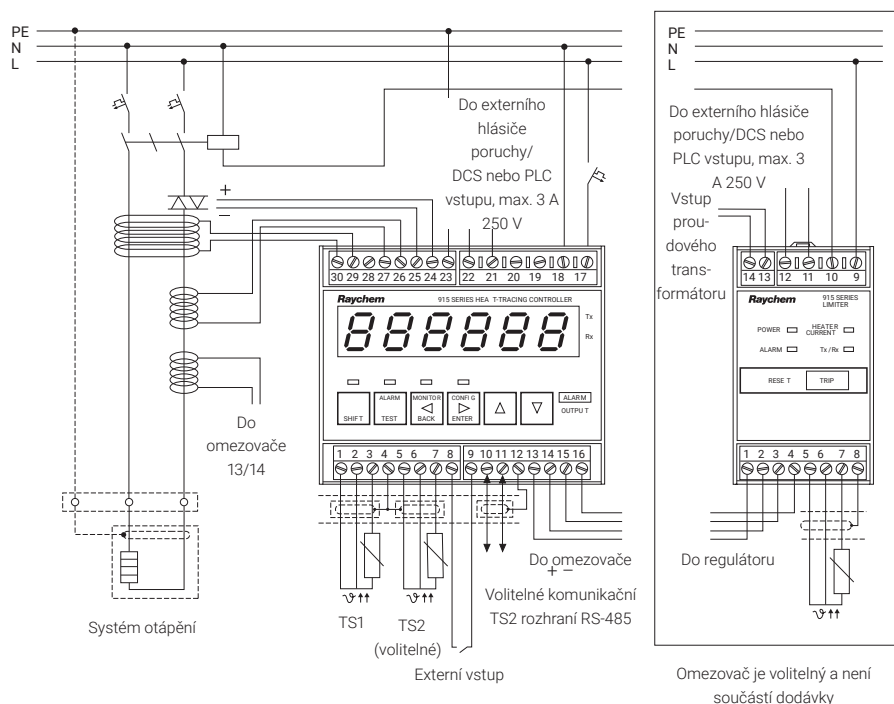 PE
N
L
Do externího
hlásiče
poruchy/
DCS nebo PLC
vstupu, max. 3 A
250 V
+
−
30 29 28 27 26 25 24 23 22 21 20 19 18 17
Raychem
915 SERIES HEA T-TRACING CONTROLLER
888888
Tx
Rx
SHIFT
ALARM
TEST
MONITOR
BACK
CONFI G
ENTER
ALARM
OUTPU T
1 2 3 4 5 6 7 8 9 10 11 12 13 14 15 16
Do
omezovače
13/14
Systém otápění
TS1
TS2
(volitelné)
Externí vstup
Do omezovače
+ −
Volitelné komunikační
TS2 rozhraní RS-485
PE
N
L
Do externího hlásiče
poruchy/DCS nebo
PLC vstupu, max. 3
A 250 V
Vstup
prou-
dového
trans-
formátoru
14 13 12 11 10 9
Raychem
915 SERIES
LIMITER
POWER
HEATER
CURRENT
ALARM
Tx/Rx
RESE T
TRIP
1 2 3 4 5 6 7 8
Do regulátoru
Omezovač je volitelný a není
součástí dodávky